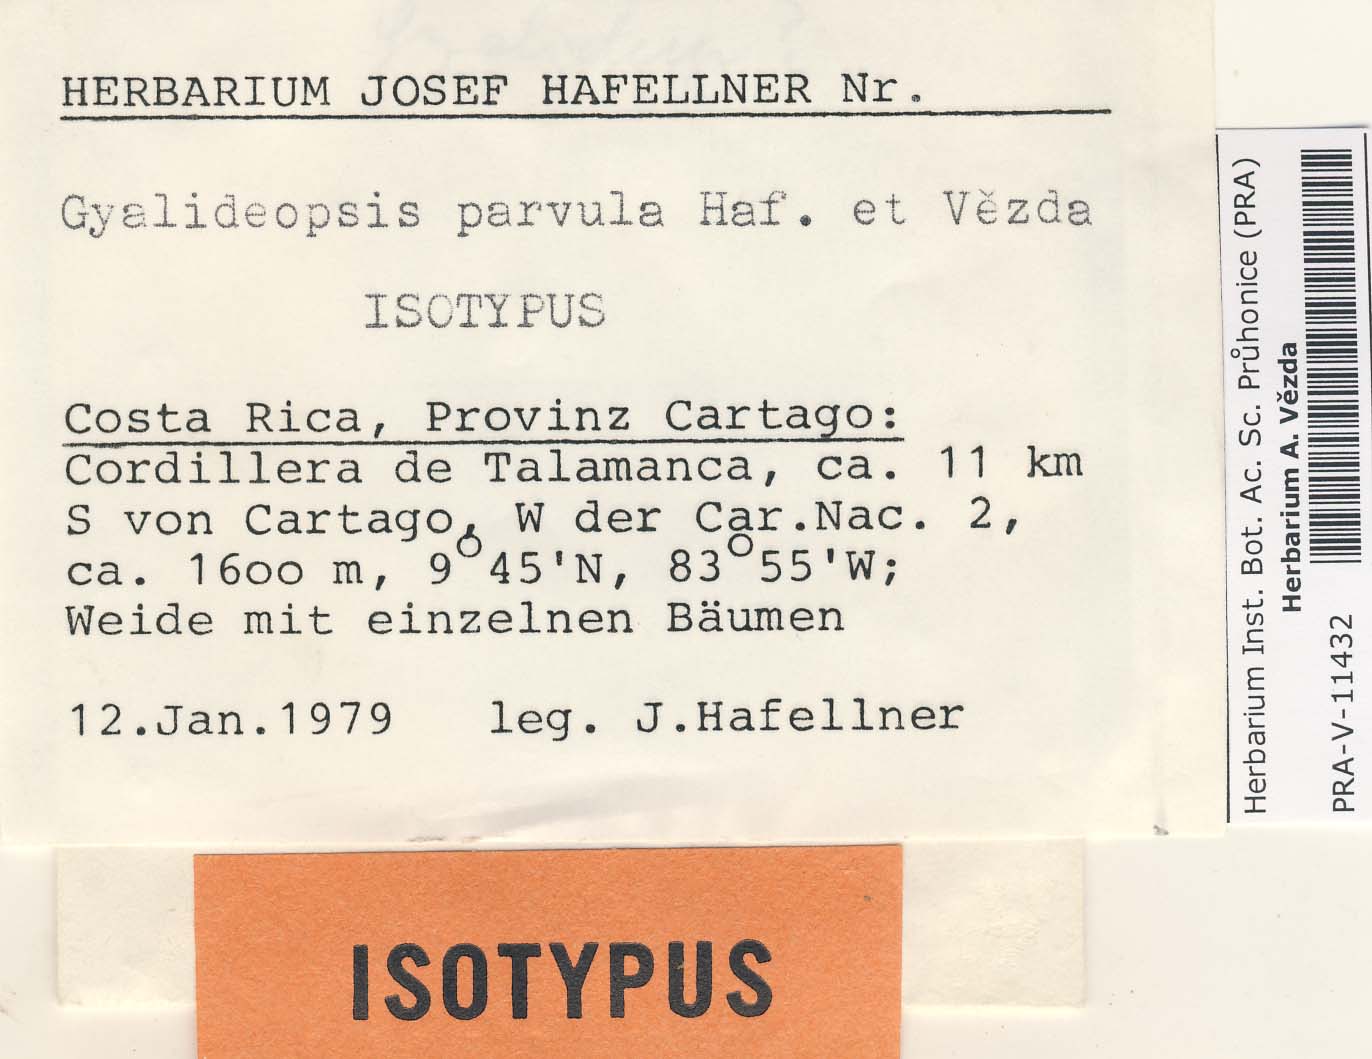 HERBARIUM JOSEF HAFELLNER Nr.
Gyalideopsis parvula Haf. et Vězda
ISOTYPUS
Costa Rica, Provinz Cartago:
Cordillera de Talamanca, ca. 11 km
S von Cartago, W der Car.Nac. 2,
ca. 16oo m, 9°45'N, 83°55'W;
Weide mit einzelnen Bäumen
12.Jan.1979 leg. J.Hafellner
ISOTYPUS
Herbarium Inst. Bot. Ac. Sc. Průhonice (PRA)
Herbarium A. Vězda
PRA-V-11432